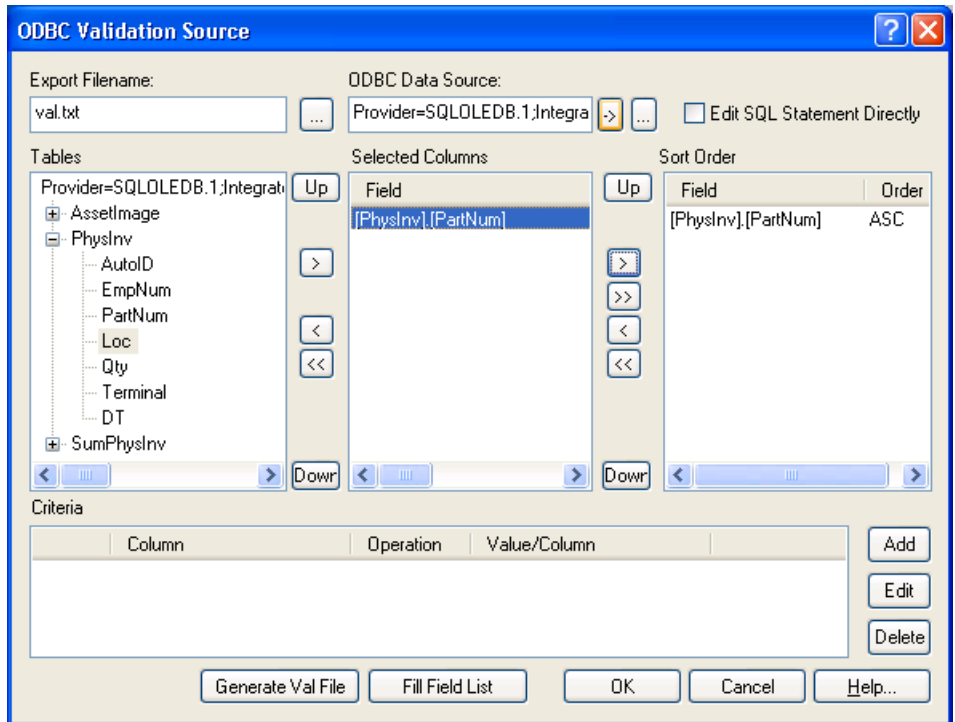 ODBC Validation Source
Export Filename: ODBC Data Source:
val.txt ... Provider=SQLOLEDB.1;Integra -> ... Edit SQL Statement Directly
Tables Selected Columns Sort Order
Provider=SQLOLEDB.1;Integrat Up Field Up Field Order
AssetImage [PhysInv].[PartNum] [PhysInv].[PartNum] ASC
PhysInv
AutoID > >
EmpNum >>
PartNum
Loc < <
Qty << <<
Terminal
DT
SumPhysInv
Dowr Dowr
Criteria
Column Operation Value/Column Add
Edit
Delete
Generate Val File Fill Field List OK Cancel Help...